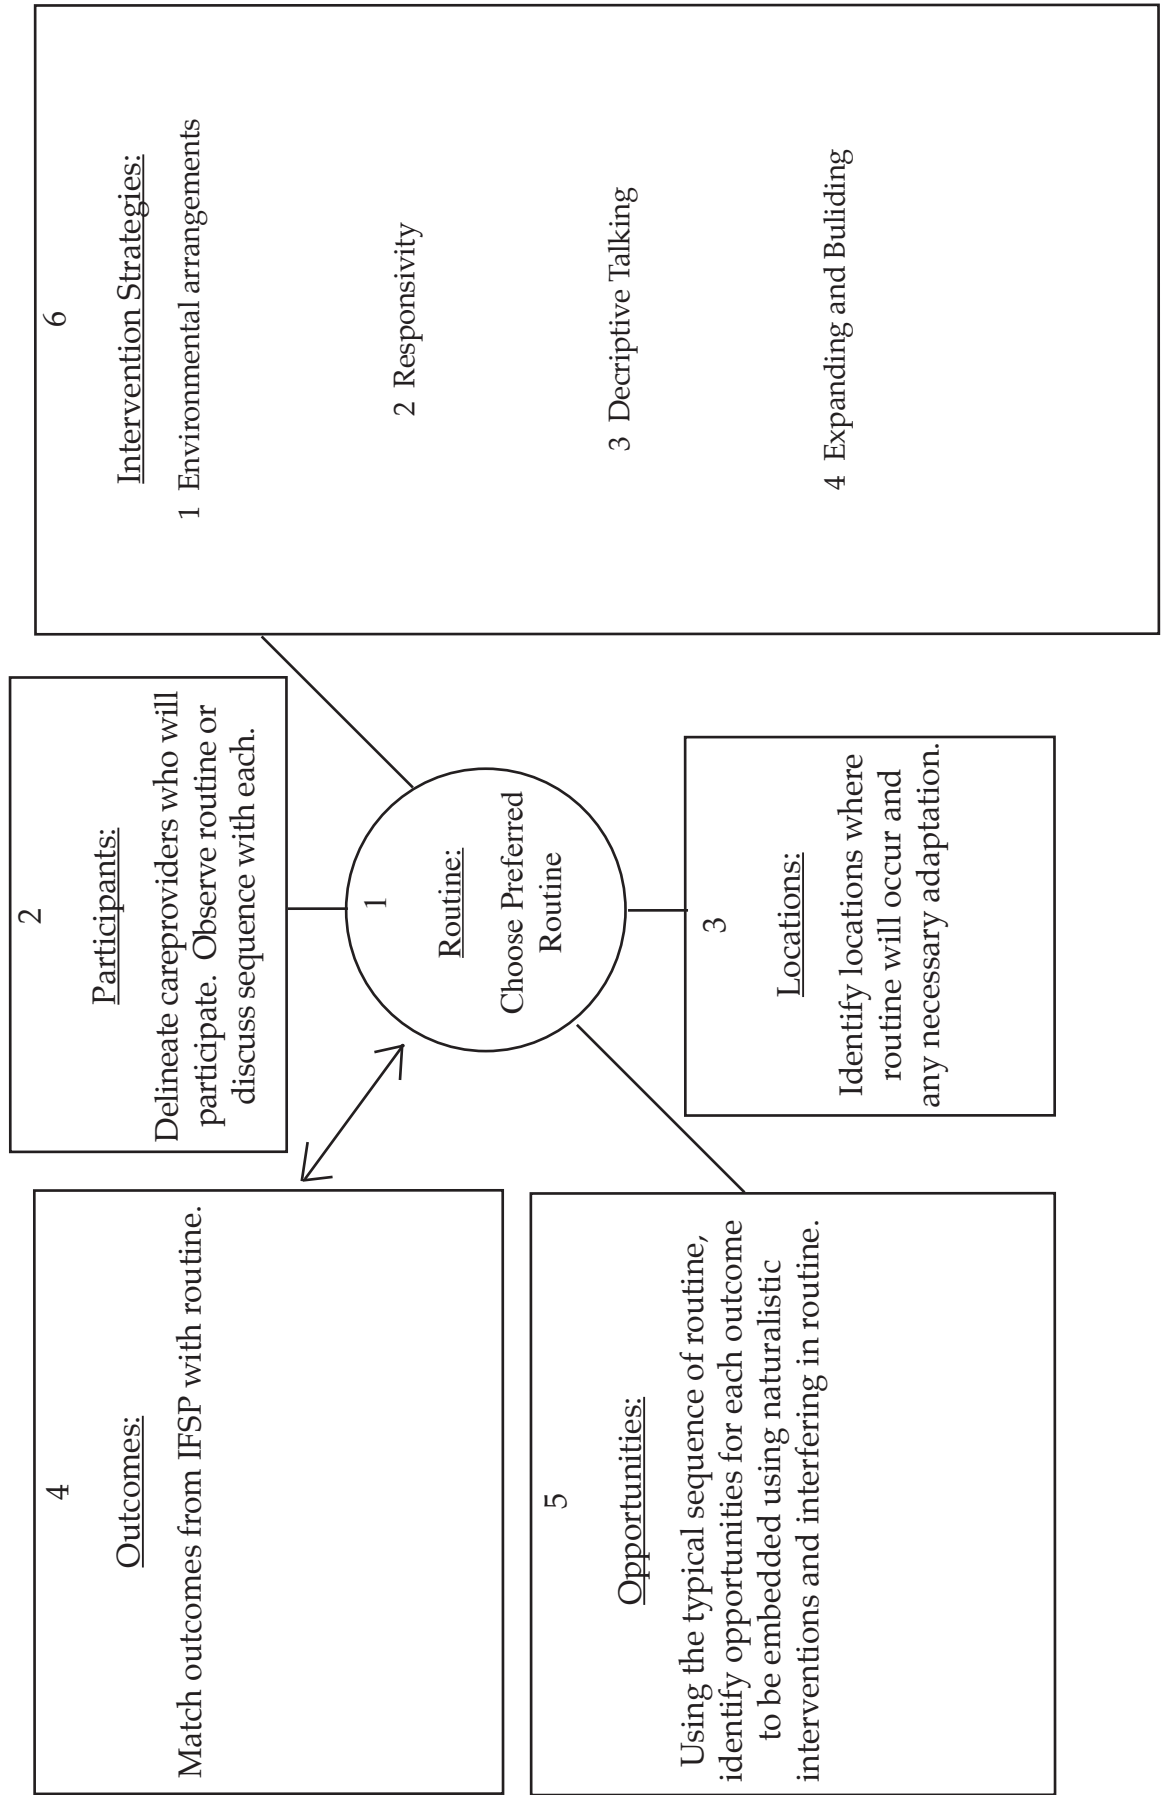 4
Outcomes:
Match outcomes from IFSP with routine.
5
Opportunities:
Using the typical sequence of routine,
identify opportunities for each outcome
to be embedded using naturalistic
interventions and interfering in routine.
2
Participants:
Delineate careproviders who will
participate. Observe routine or
discuss sequence with each.
1
Routine:
Choose Preferred
Routine
3
Locations:
Identify locations where
routine will occur and
any necessary adaptation.
6
Intervention Strategies:
1 Environmental arrangements
2 Responsivity
3 Decriptive Talking
4 Expanding and Buliding